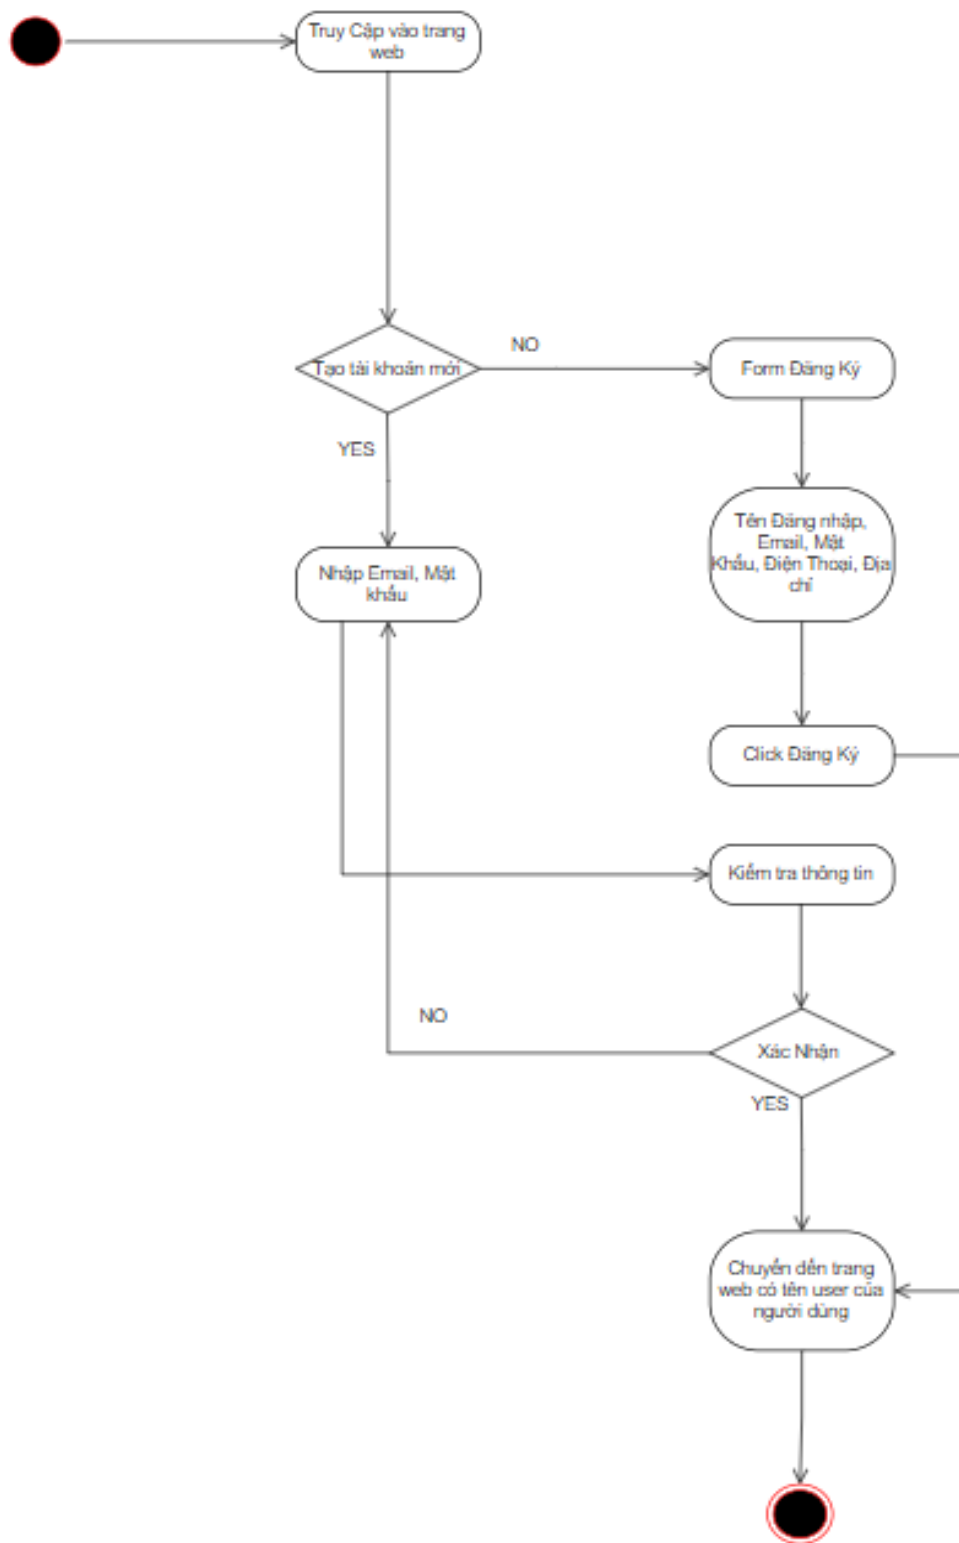 Truy Cập vào trang
web
Tạo tài khoản mới
NO
Form Đăng Ký
YES
Tên Đăng nhập,
Email, Mật
Khẩu, Điện Thoại, Địa
chỉ
Nhập Email, Mật
khẩu
Click Đăng Ký
Kiểm tra thông tin
NO
Xác Nhận
YES
Chuyển đến trang
web có tên user của
người dùng